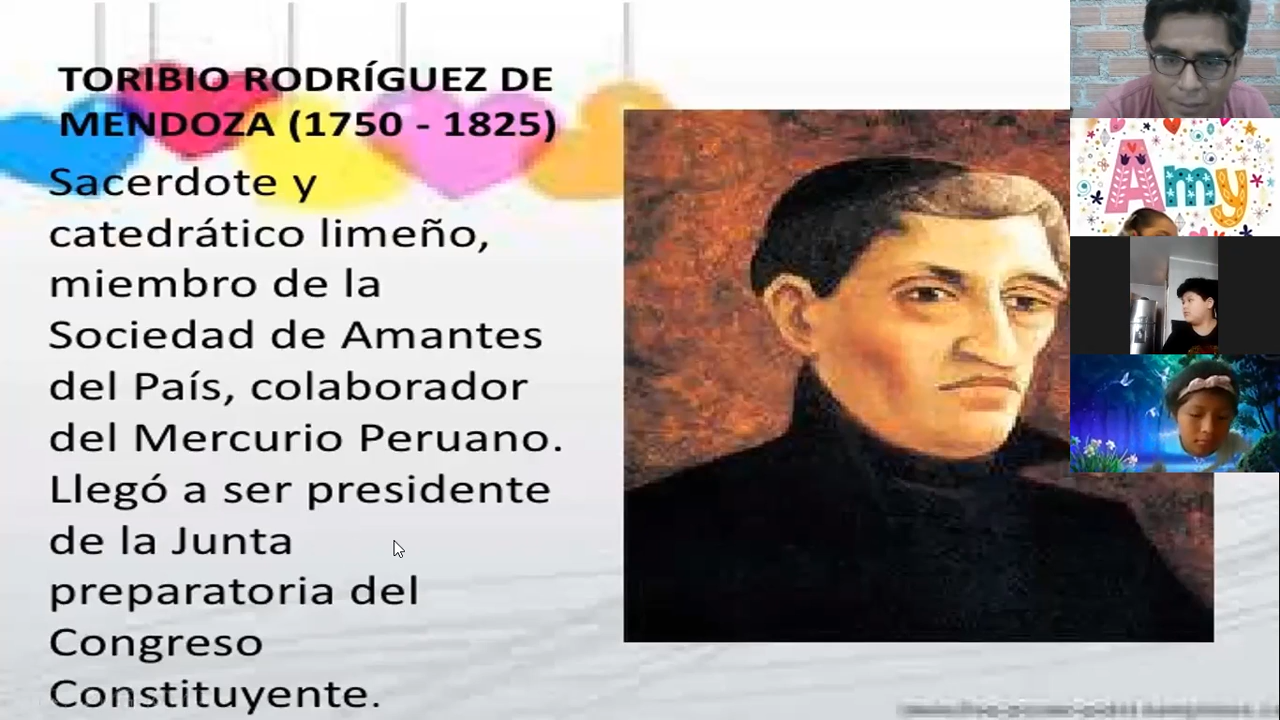 TORIBIO RODRÍGUEZ DE
MENDOZA (1750 - 1825)
Sacerdote y
catedrático limeño,
miembro de la
Sociedad de Amantes
del País, colaborador
del Mercurio Peruano.
Llegó a ser presidente
de la Junta
preparatoria del
Congreso
Constituyente.
Amy